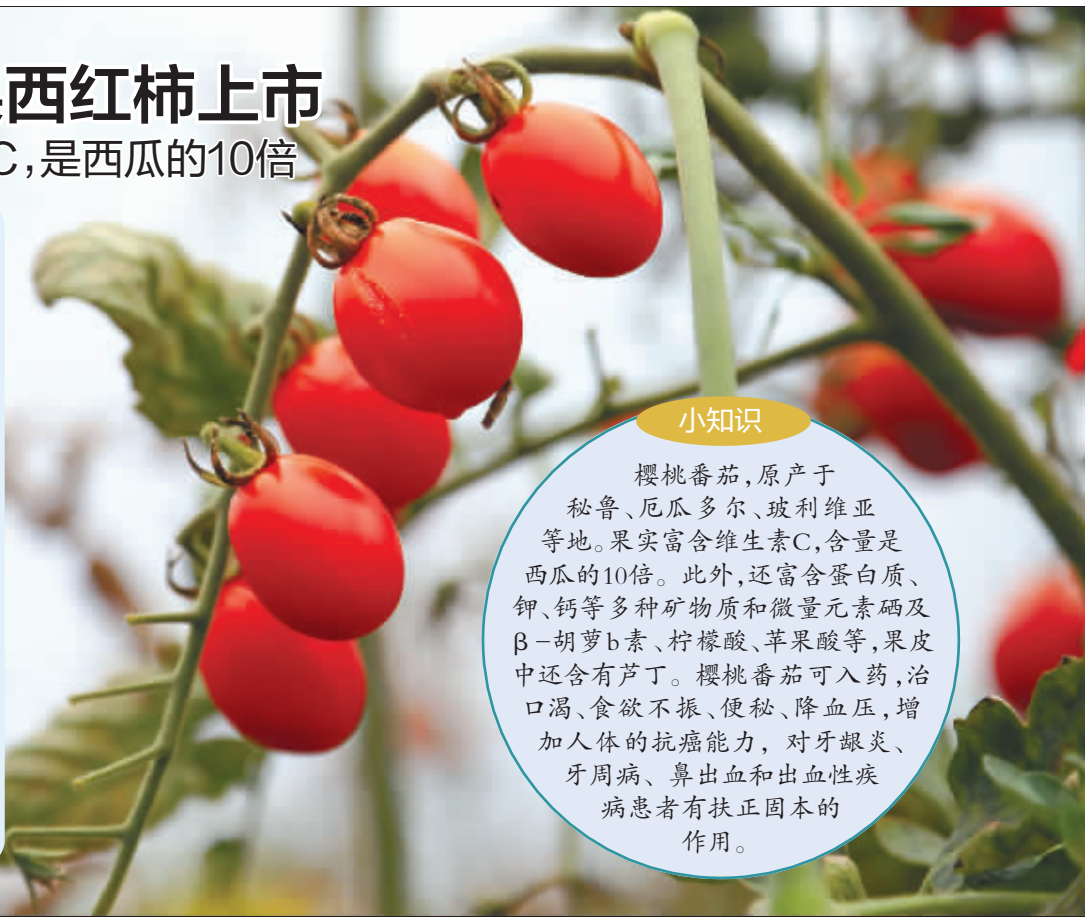 西红柿上市
C,是西瓜的10倍
小知识
樱桃番茄,原产于
秘鲁、厄瓜多尔、玻利维亚
等地。果实富含维生素C,含量是
西瓜的10倍。此外,还富含蛋白质、
钾、钙等多种矿物质和微量元素硒及
β-胡萝b素、柠檬酸、苹果酸等,果皮
中还含有芦丁。樱桃番茄可入药,治
口渴、食欲不振、便秘、降血压,增
加人体的抗癌能力,对牙龈炎、
牙周病、鼻出血和出血性疾
病患者有扶正固本的
作用。